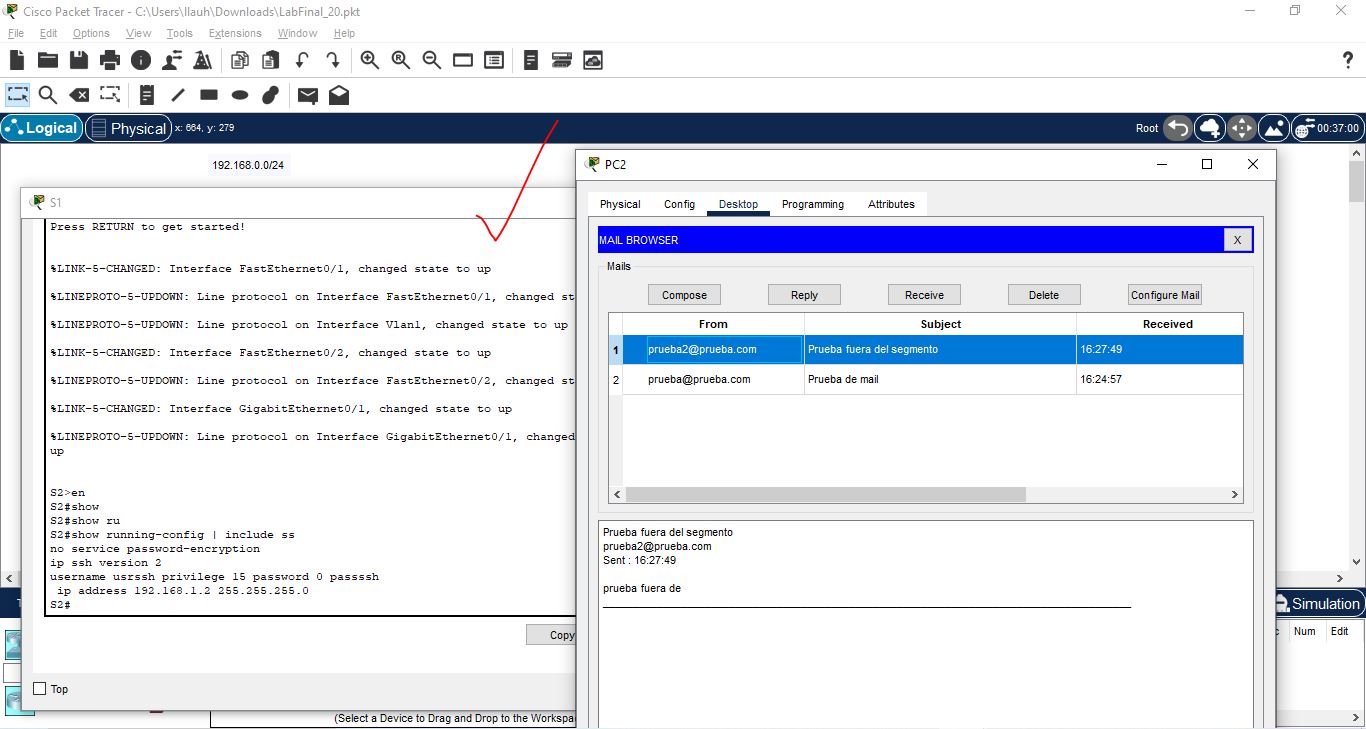 Cisco Packet Tracer - C:\Users\llauh\Downloads\LabFinal_20.pkt
File Edit Options View Tools Extensions Window Help
Logical Physical x: 664, y: 279 Root 00:37:00
192.168.0.0/24
S1
Press RETURN to get started!
%LINK-5-CHANGED: Interface FastEthernet0/1, changed state to up
%LINEPROTO-5-UPDOWN: Line protocol on Interface FastEthernet0/1, changed st
%LINEPROTO-5-UPDOWN: Line protocol on Interface Vlan1, changed state to up
%LINK-5-CHANGED: Interface FastEthernet0/2, changed state to up
%LINEPROTO-5-UPDOWN: Line protocol on Interface FastEthernet0/2, changed st
%LINK-5-CHANGED: Interface GigabitEthernet0/1, changed state to up
%LINEPROTO-5-UPDOWN: Line protocol on Interface GigabitEthernet0/1, changed
up
S2>en
S2#show
S2#show ru
S2#show running-config | include ss
no service password-encryption
ip ssh version 2
username usrssh privilege 15 password 0 passssh
ip address 192.168.1.2 255.255.255.0
S2#
Copy
Top
(Select a Device to Drag and Drop to the Workspa
PC2
Physical Config Desktop Programming Attributes
MAIL BROWSER X
Mails
Compose Reply Receive Delete Configure Mail
From Subject Received
1 prueba2@prueba.com Prueba fuera del segmento 16:27:49
2 prueba@prueba.com Prueba de mail 16:24:57
Prueba fuera del segmento
prueba2@prueba.com
Sent : 16:27:49
prueba fuera de
Simulation
c Num Edit